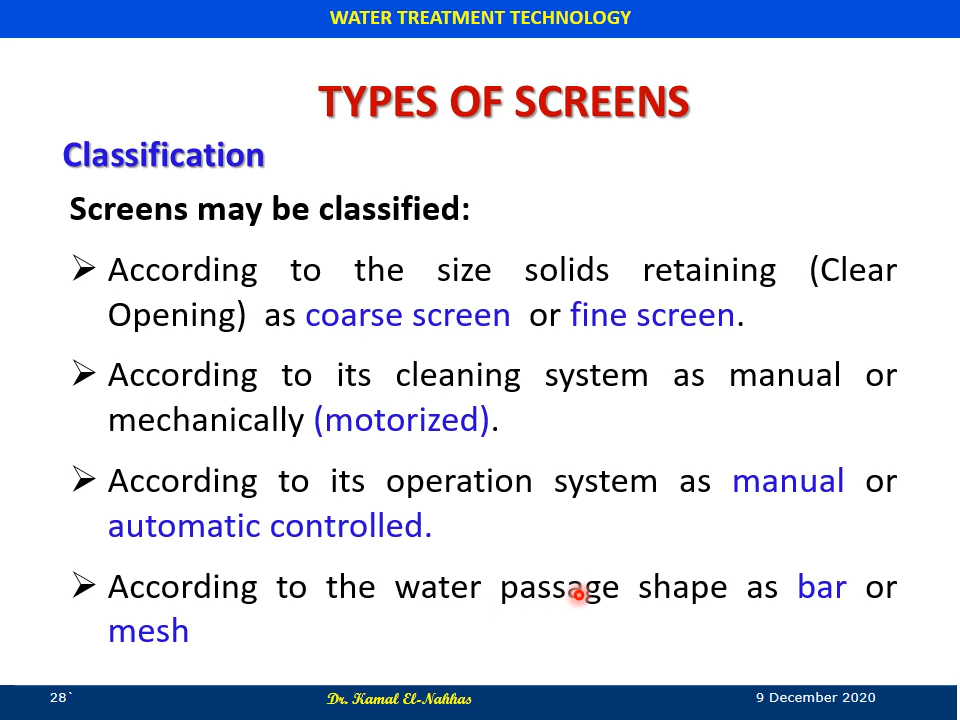 WATER TREATMENT TECHNOLOGY
TYPES OF SCREENS
Classification
Screens may be classified:
➢ According to the size solids retaining (Clear
Opening) as coarse screen or fine screen.
➢ According to its cleaning system as manual or
mechanically (motorized).
➢ According to its operation system as manual or
automatic controlled.
➢ According to the water passage shape as bar or
mesh
28` Dr. Kamal El-Nahhas 9 December 2020